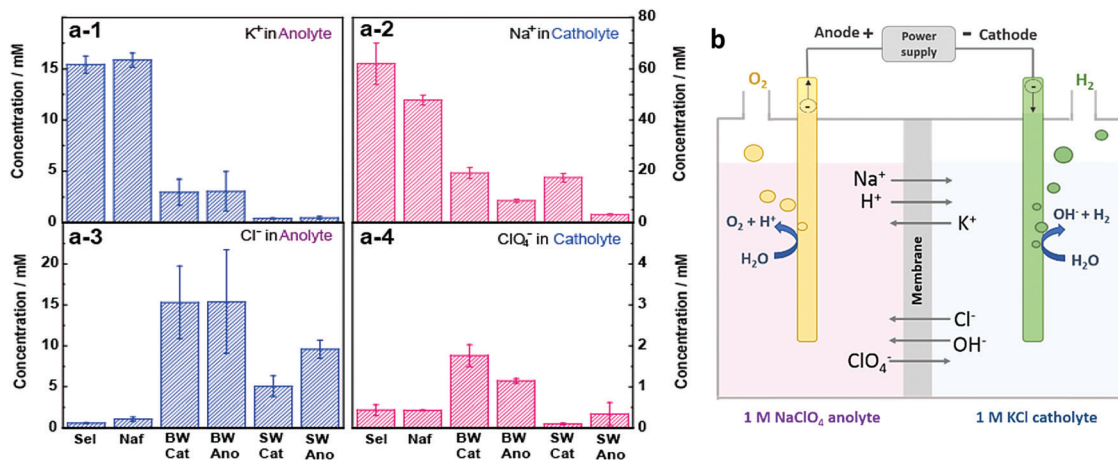 a-1
K⁺ in Anolyte
Concentration / mM
15
10
5
0
a-2
Na⁺ in Catholyte
80
60
40
20
0
Concentration / mM
a-3
Cl⁻ in Anolyte
Concentration / mM
20
15
10
5
0
a-4
ClO₄⁻ in Catholyte
4
3
2
1
0
Concentration / mM
Sel Naf BW Cat BW Ano SW Cat SW Ano
Sel Naf BW Cat BW Ano SW Cat SW Ano
b
Anode + Power supply - Cathode
O₂
H₂
-
-
Na⁺
H⁺
K⁺
O₂ + H⁺
H₂O
OH⁻ + H₂
H₂O
Membrane
Cl⁻
OH⁻
ClO₄⁻
1 M NaClO₄ anolyte
1 M KCl catholyte